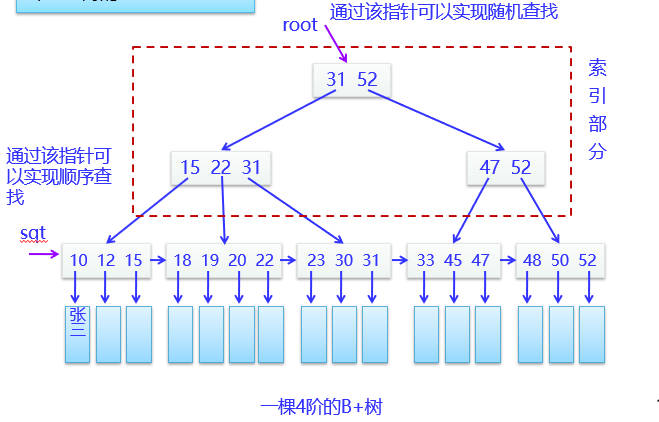 通过该指针可以实现随机查找
root
31 52
索引部分
15 22 31
47 52
通过该指针可
以实现顺序查
找
sqt
10 12 15
18 19 20 22
23 30 31
33 45 47
48 50 52
张三
一棵4阶的B+树